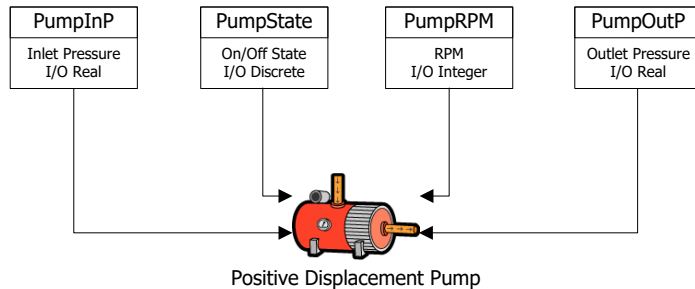 PumpInP
Inlet Pressure
I/O Real
PumpState
On/Off State
I/O Discrete
PumpRPM
RPM
I/O Integer
PumpOutP
Outlet Pressure
I/O Real
Positive Displacement Pump